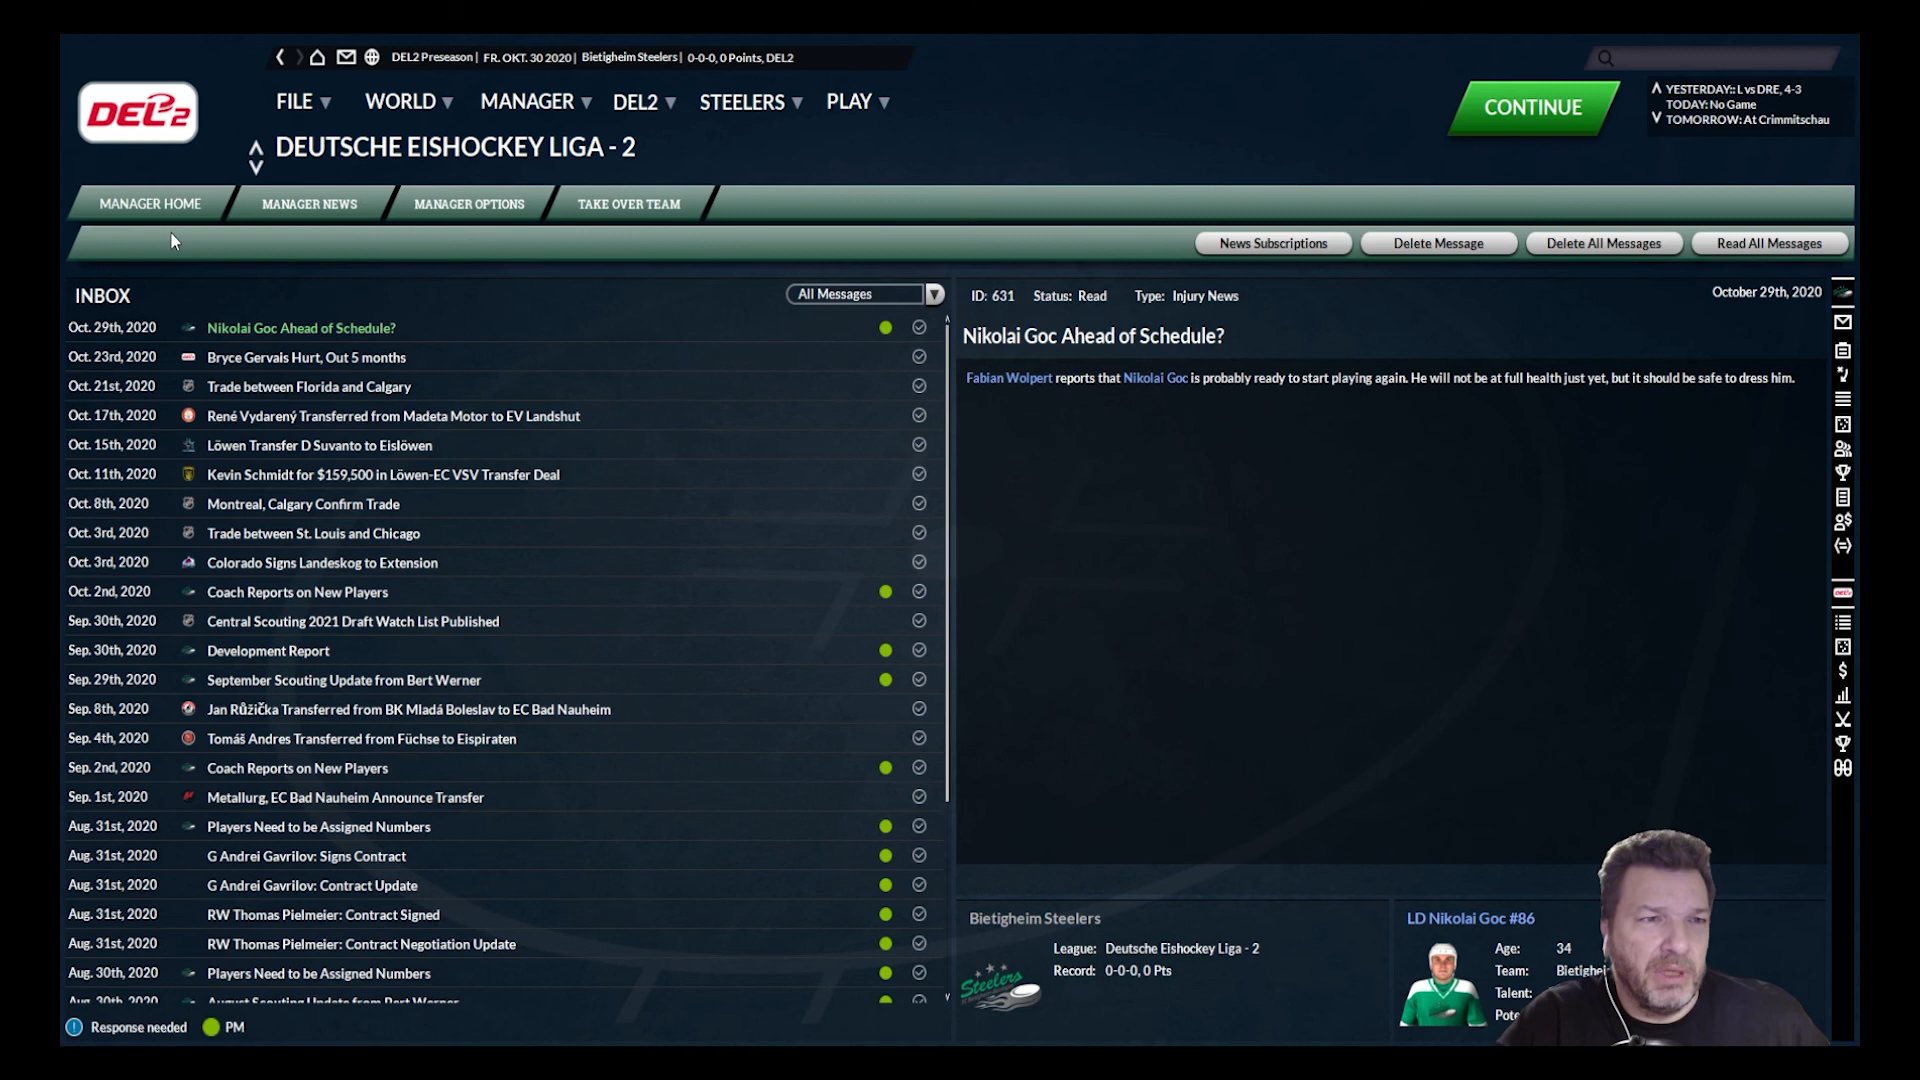 DEL2 Preseason | FR. OKT. 30 2020 | Bietigheim Steelers | 0-0-0, 0 Points, DEL2
DEL2
FILE WORLD MANAGER DEL2 STEELERS PLAY
DEUTSCHE EISHOCKEY LIGA - 2
CONTINUE
YESTERDAY:: L vs DRE, 4-3
TODAY: No Game
TOMORROW: At Crimmitschau
MANAGER HOME MANAGER NEWS MANAGER OPTIONS TAKE OVER TEAM
News Subscriptions Delete Message Delete All Messages Read All Messages
INBOX All Messages
Oct. 29th, 2020 Nikolai Goc Ahead of Schedule?
Oct. 23rd, 2020 Bryce Gervais Hurt, Out 5 months
Oct. 21st, 2020 Trade between Florida and Calgary
Oct. 17th, 2020 René Vydarený Transferred from Madeta Motor to EV Landshut
Oct. 15th, 2020 Löwen Transfer D Suvanto to Eislöwen
Oct. 11th, 2020 Kevin Schmidt for $159,500 in Löwen-EC VSV Transfer Deal
Oct. 8th, 2020 Montreal, Calgary Confirm Trade
Oct. 3rd, 2020 Trade between St. Louis and Chicago
Oct. 3rd, 2020 Colorado Signs Landeskog to Extension
Oct. 2nd, 2020 Coach Reports on New Players
Sep. 30th, 2020 Central Scouting 2021 Draft Watch List Published
Sep. 30th, 2020 Development Report
Sep. 29th, 2020 September Scouting Update from Bert Werner
Sep. 8th, 2020 Jan Růžička Transferred from BK Mladá Boleslav to EC Bad Nauheim
Sep. 4th, 2020 Tomáš Andres Transferred from Füchse to Eispiraten
Sep. 2nd, 2020 Coach Reports on New Players
Sep. 1st, 2020 Metallurg, EC Bad Nauheim Announce Transfer
Aug. 31st, 2020 Players Need to be Assigned Numbers
Aug. 31st, 2020 G Andrei Gavrilov: Signs Contract
Aug. 31st, 2020 G Andrei Gavrilov: Contract Update
Aug. 31st, 2020 RW Thomas Pielmeier: Contract Signed
Aug. 31st, 2020 RW Thomas Pielmeier: Contract Negotiation Update
Aug. 30th, 2020 Players Need to be Assigned Numbers
Aug. 30th, 2020 August Scouting Update from Bert Werner
Response needed PM
ID: 631 Status: Read Type: Injury News October 29th, 2020
Nikolai Goc Ahead of Schedule?
Fabian Wolpert reports that Nikolai Goc is probably ready to start playing again. He will not be at full health just yet, but it should be safe to dress him.
Bietigheim Steelers
League: Deutsche Eishockey Liga - 2
Record: 0-0-0, 0 Pts
Steelers
LD Nikolai Goc #86
Age: 34
Team: Bietighei
Talent:
Pote
DEL2